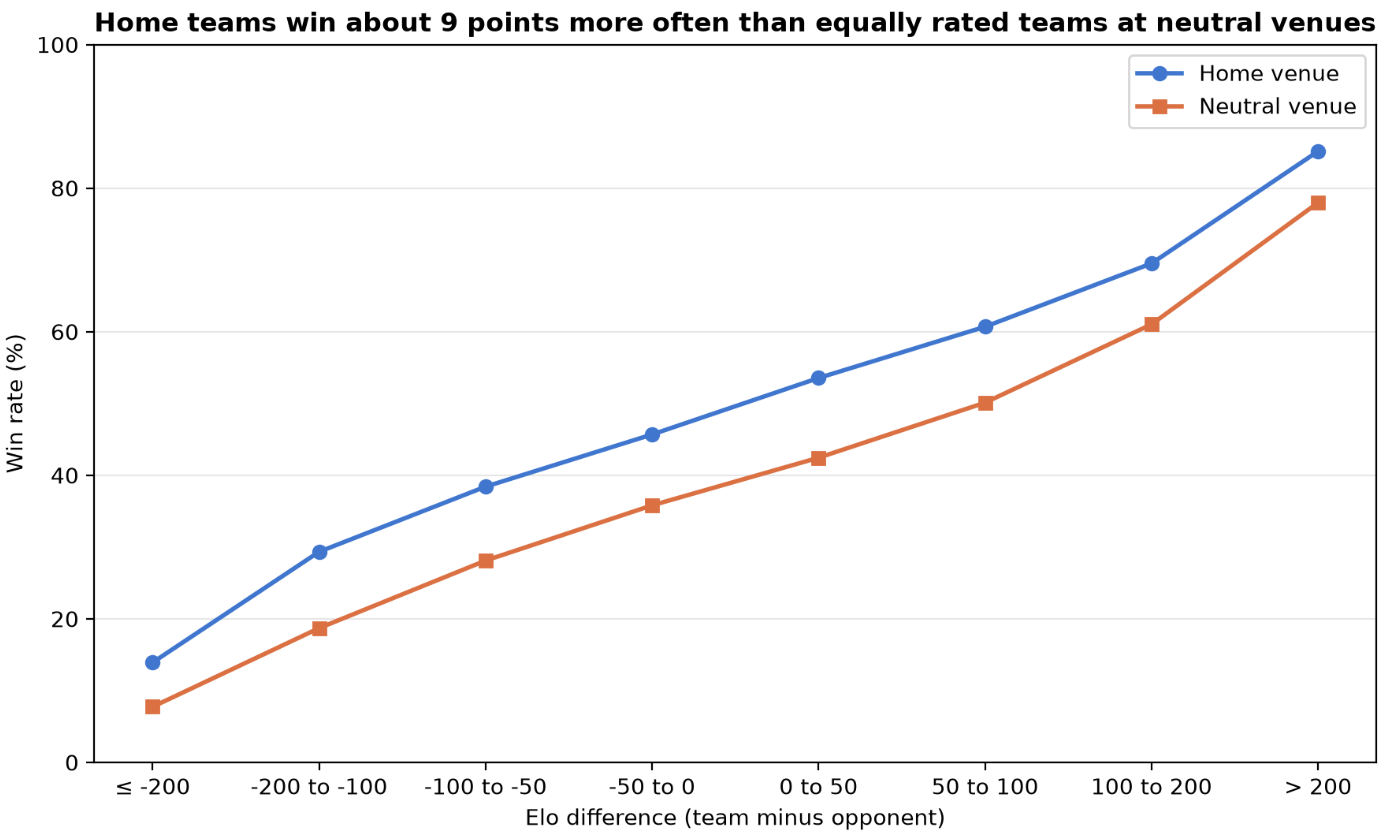 Home teams win about 9 points more often than equally rated teams at neutral venues
Home venue
Neutral venue
Win rate (%)
100
80
60
40
20
0
≤ -200
-200 to -100
-100 to -50
-50 to 0
0 to 50
50 to 100
100 to 200
> 200
Elo difference (team minus opponent)